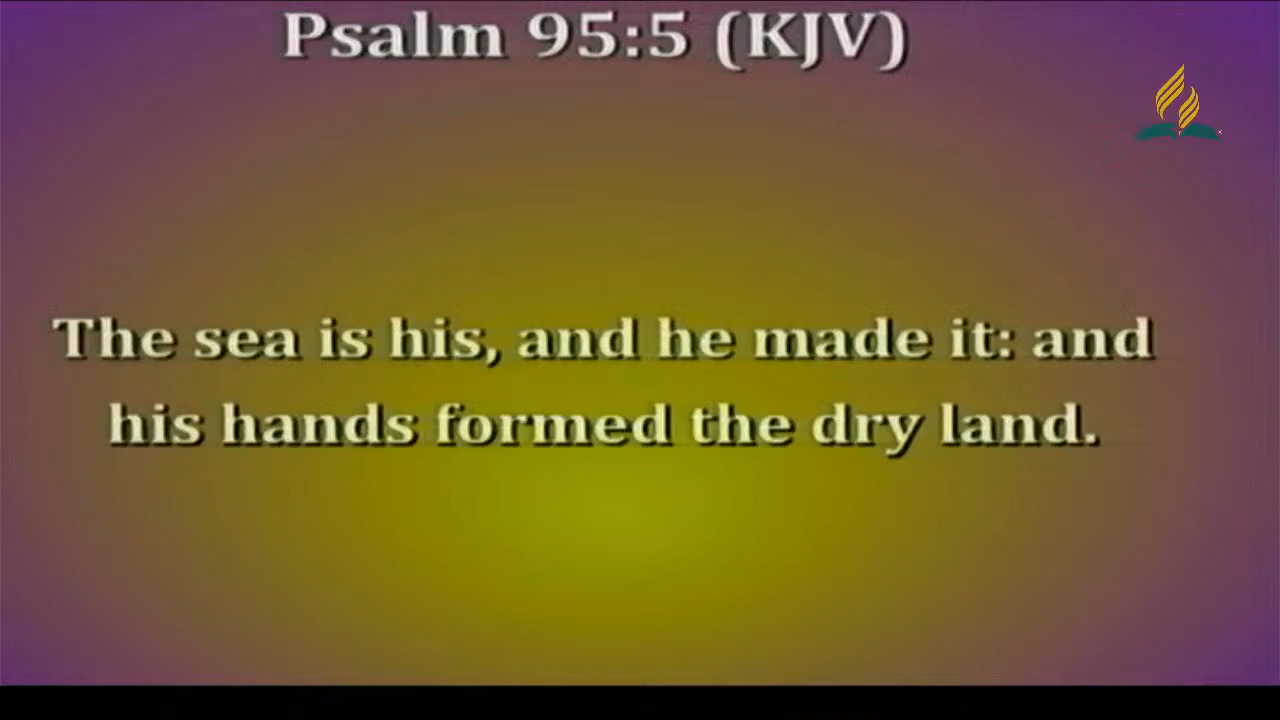 Psalm 95:5 (KJV)
The sea is his, and he made it: and
his hands formed the dry land.